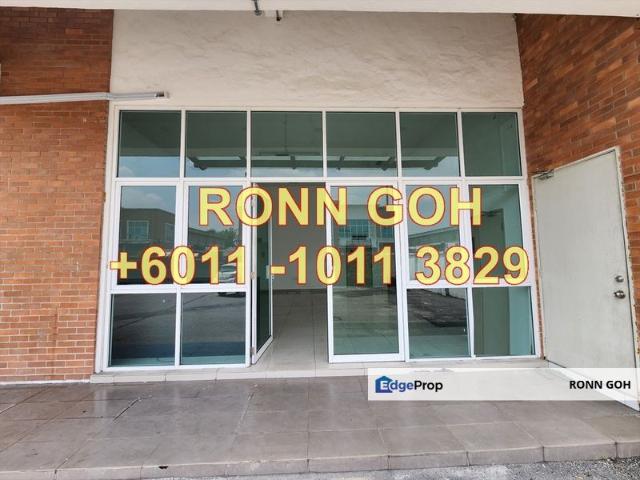 RONN GOH
+6011 -1011 3829
EdgeProp
RONN GOH